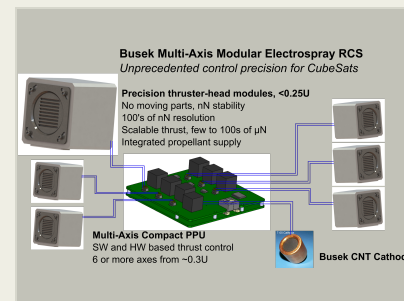 Busek Multi-Axis Modular Electrospray RCS
Unprecedented control precision for CubeSats
Precision thruster-head modules, <0.25U
No moving parts, nN stability
100's of nN resolution
Scalable thrust, few to 100s of µN
Integrated propellant supply
Multi-Axis Compact PPU
SW and HW based thrust control
6 or more axes from ~0.3U
Busek CNT Cathod